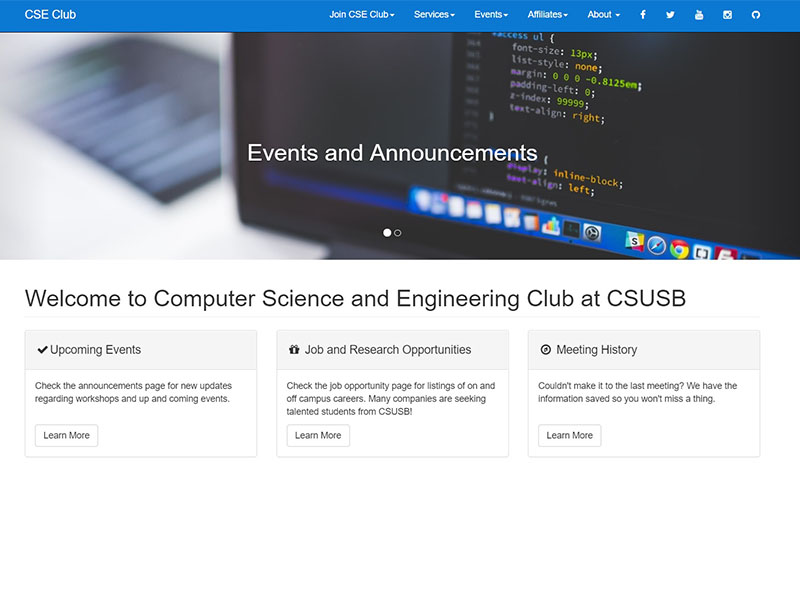 CSE Club
Join CSE Club
Services
Events
Affiliates
About
access ul {
font-size: 13px;
list-style: none;
margin: 0 0 0 -0.8125em;
padding-left: 0;
z-index: 99999;
text-align: right;
}
Events and Announcements
display: inline-block;
text-align: left;
Welcome to Computer Science and Engineering Club at CSUSB
Upcoming Events
Check the announcements page for new updates
regarding workshops and up and coming events.
Learn More
Job and Research Opportunities
Check the job opportunity page for listings of on and
off campus careers. Many companies are seeking
talented students from CSUSB!
Learn More
Meeting History
Couldn't make it to the last meeting? We have the
information saved so you won't miss a thing.
Learn More